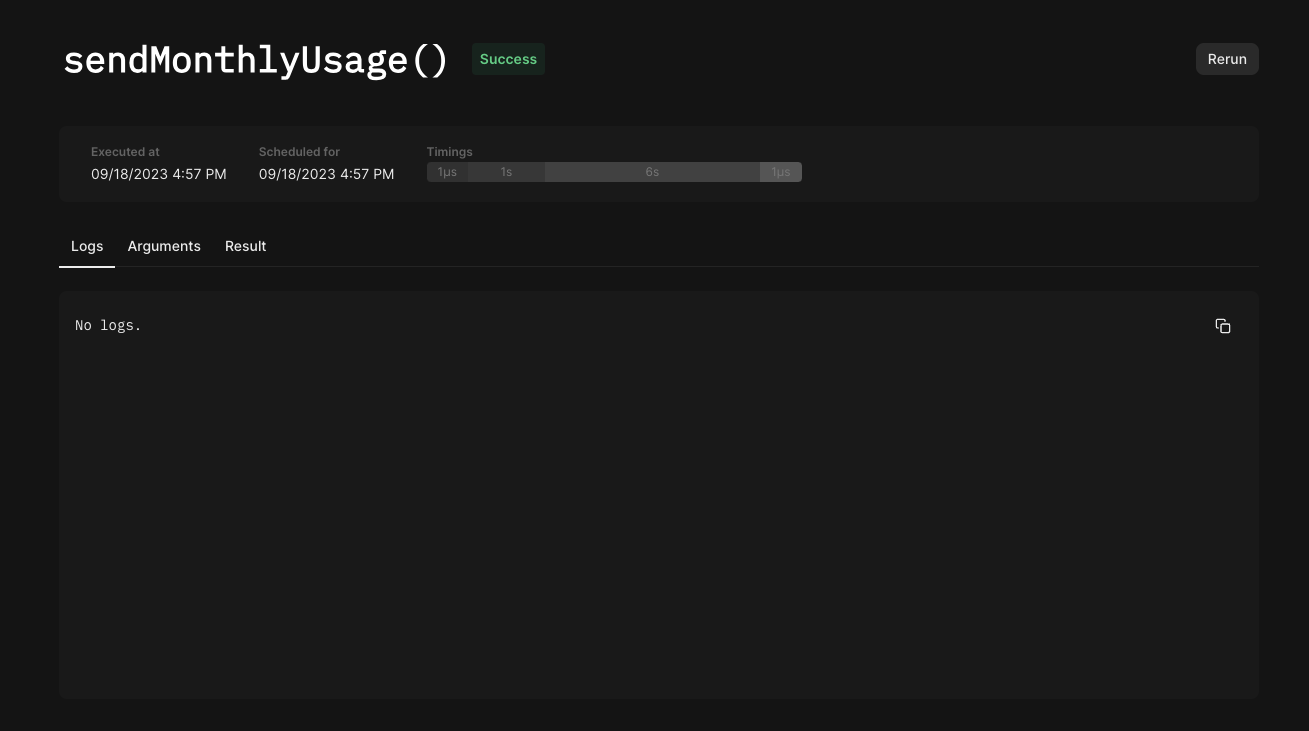 sendMonthlyUsage() Success Rerun
Executed at Scheduled for Timings
09/18/2023 4:57 PM 09/18/2023 4:57 PM 1µs 1s 6s 1µs
Logs Arguments Result
No logs.